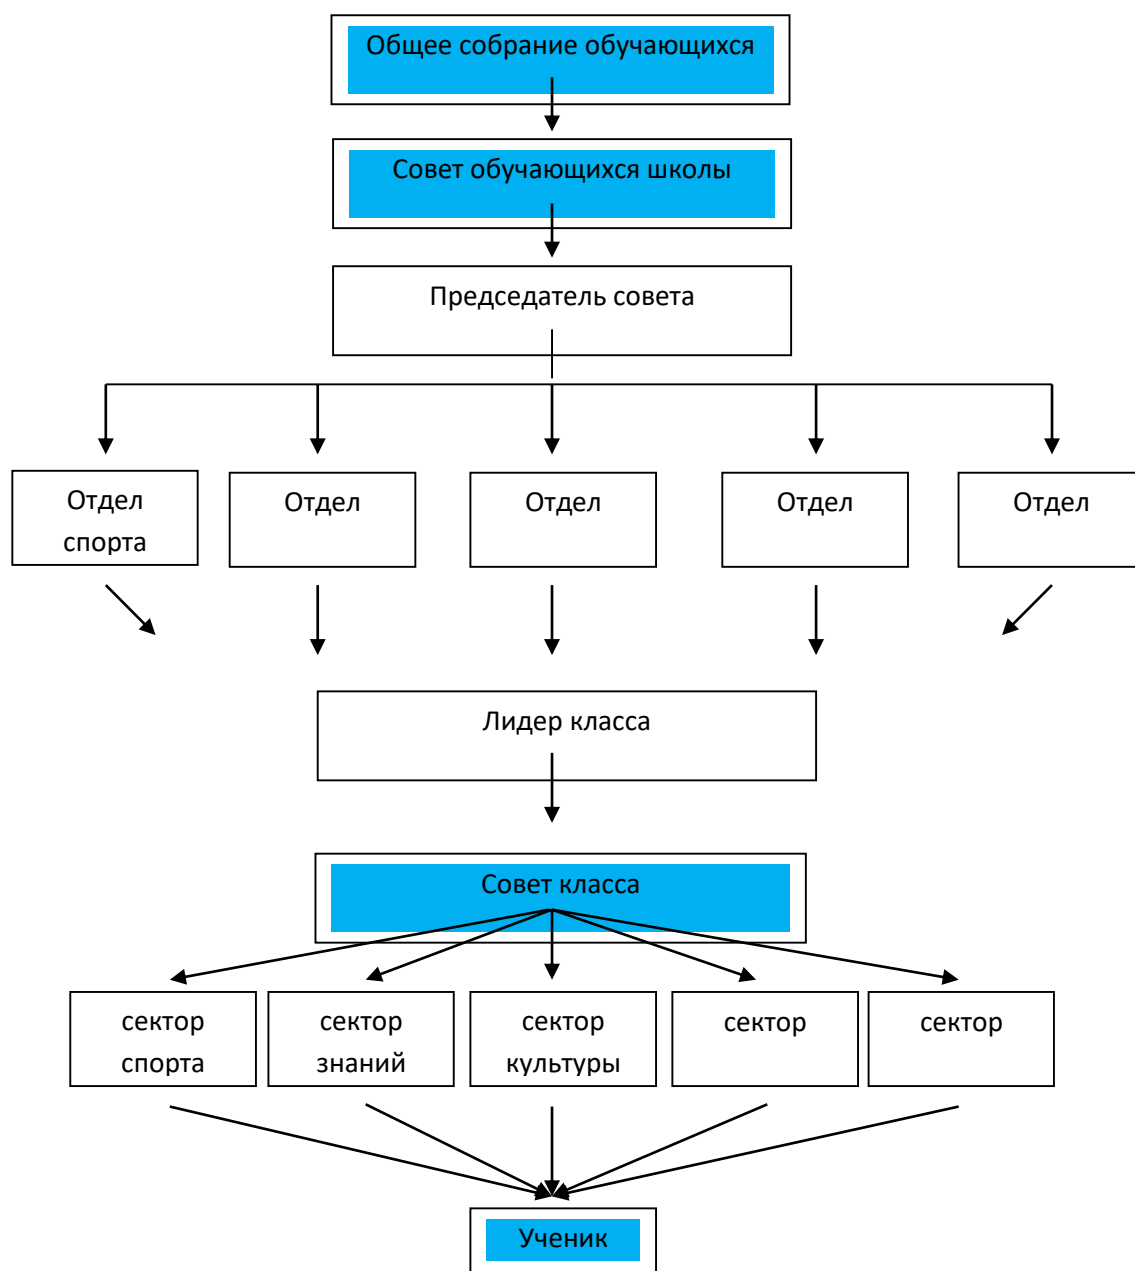 Общее собрание обучающихся
Совет обучающихся школы
Председатель совета
Отдел
спорта
Отдел
Отдел
Отдел
Отдел
Лидер класса
Совет класса
сектор
спорта
сектор
знаний
сектор
культуры
сектор
сектор
Ученик